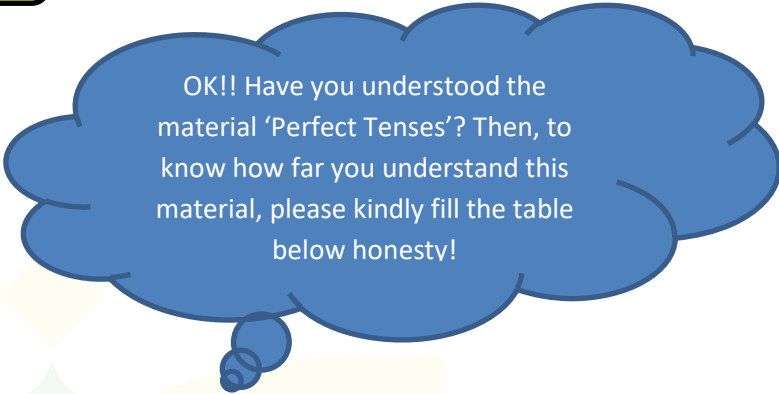 OK!! Have you understood the
material ‘Perfect Tenses’? Then, to
know how far you understand this
material, please kindly fill the table
below honesty!